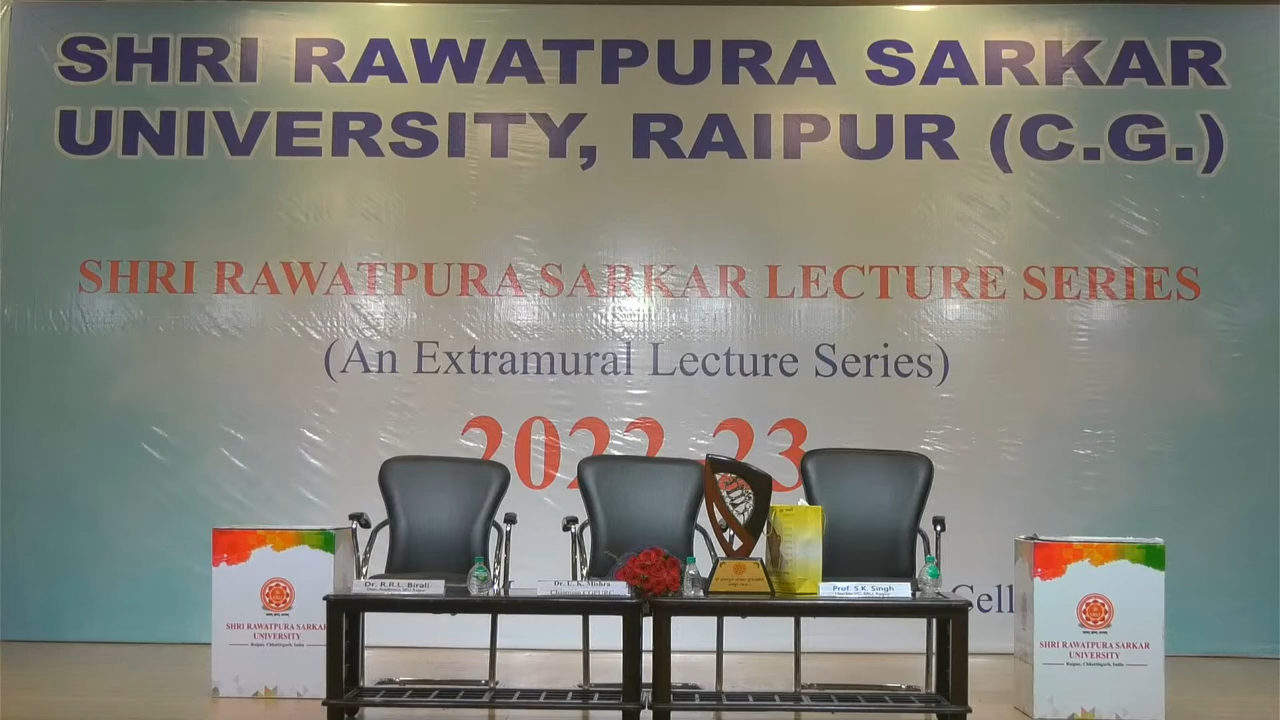 SHRI RAWATPURA SARKAR
UNIVERSITY, RAIPUR (C.G.)
SHRI RAWATPURA SARKAR LECTURE SERIES
(An Extramural Lecture Series)
2022-23
Cell
Dr. R.R.L. Birali
Dr. U. K. Mishra
Chairman CGPURC
Prof. S.K. Singh
SHRI RAWATPURA SARKAR
UNIVERSITY
Raipur, Chhattisgarh, India
SHRI RAWATPURA SARKAR
UNIVERSITY
Raipur, Chhattisgarh, India